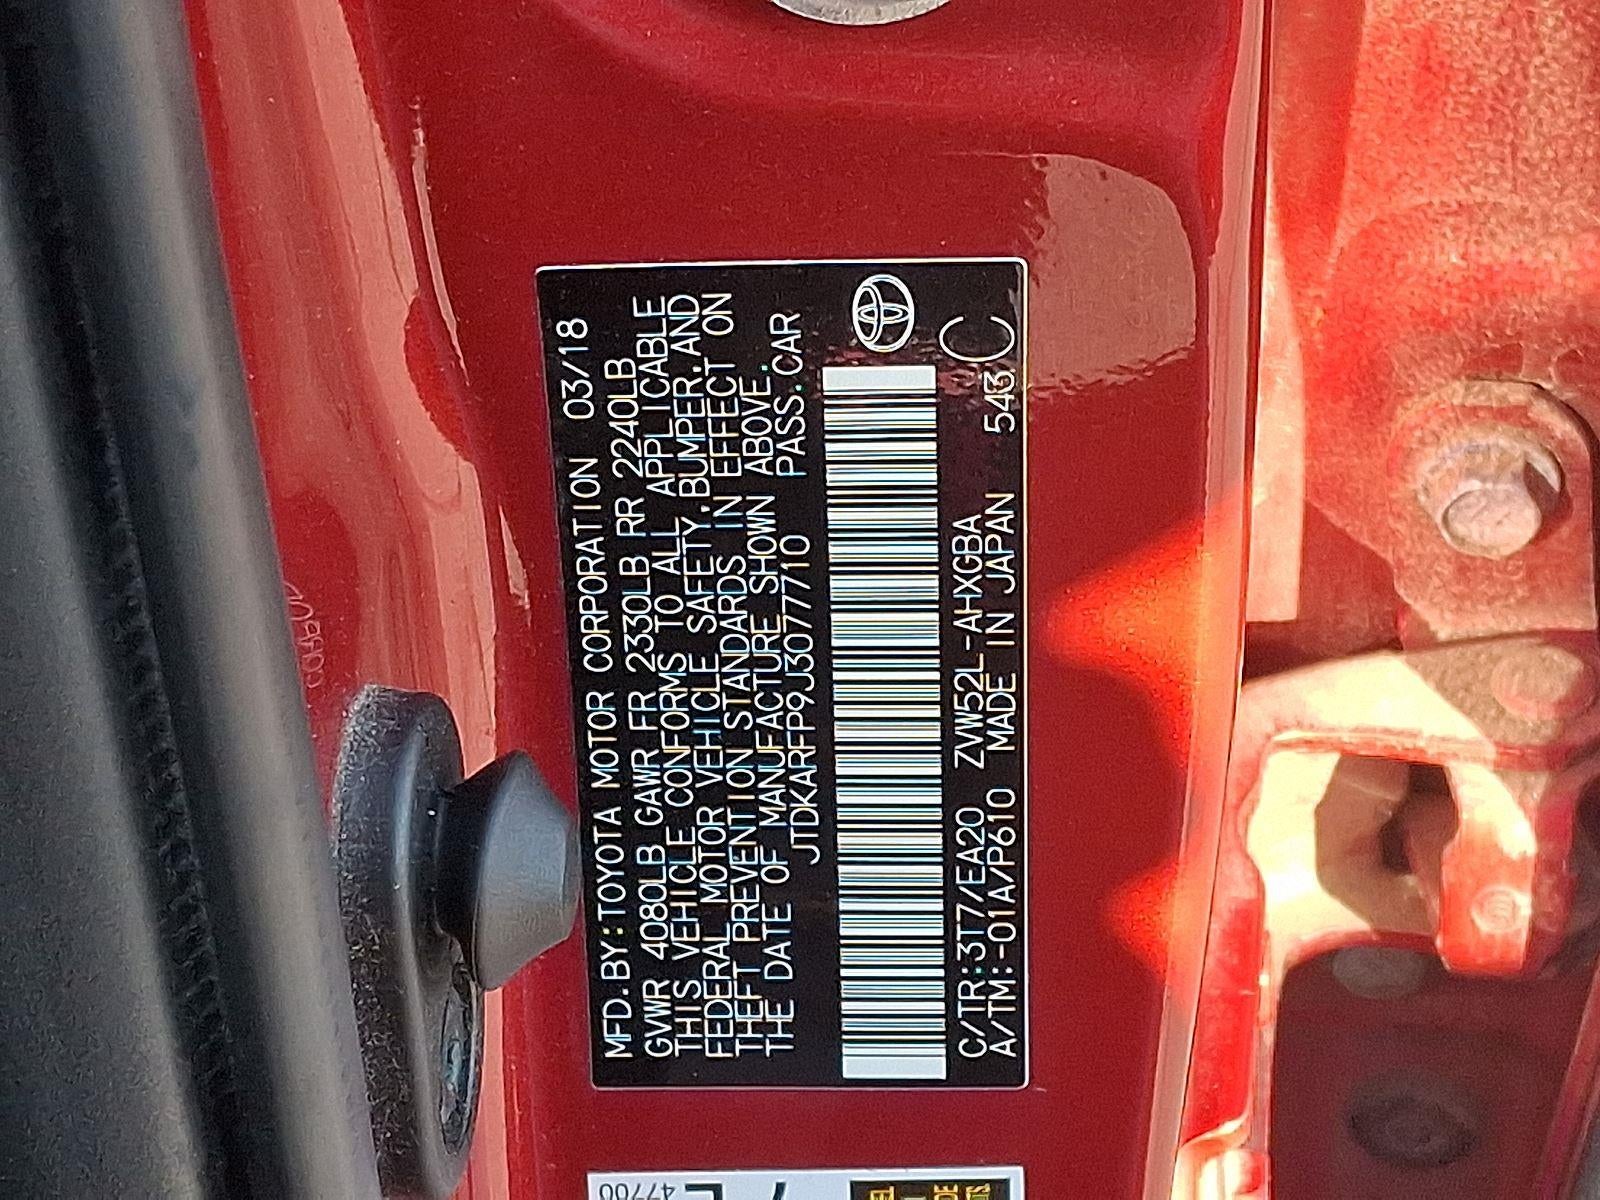 MFD.BY:TOYOTA MOTOR CORPORATION 03/18
GVWR 4080LB GAWR FR 2330LB RR 2240LB
THIS VEHICLE CONFORMS TO ALL APPLICABLE
FEDERAL MOTOR VEHICLE SAFETY,BUMPER,AND
THEFT PREVENTION STANDARDS IN EFFECT ON
THE DATE OF MANUFACTURE SHOWN ABOVE.
JTDKARFP9J3077710 PASS.CAR
C/TR:3T7/EA20 ZVW52L-AHXGBA
A/TM:-01A/P610 MADE IN JAPAN 543 C
47700